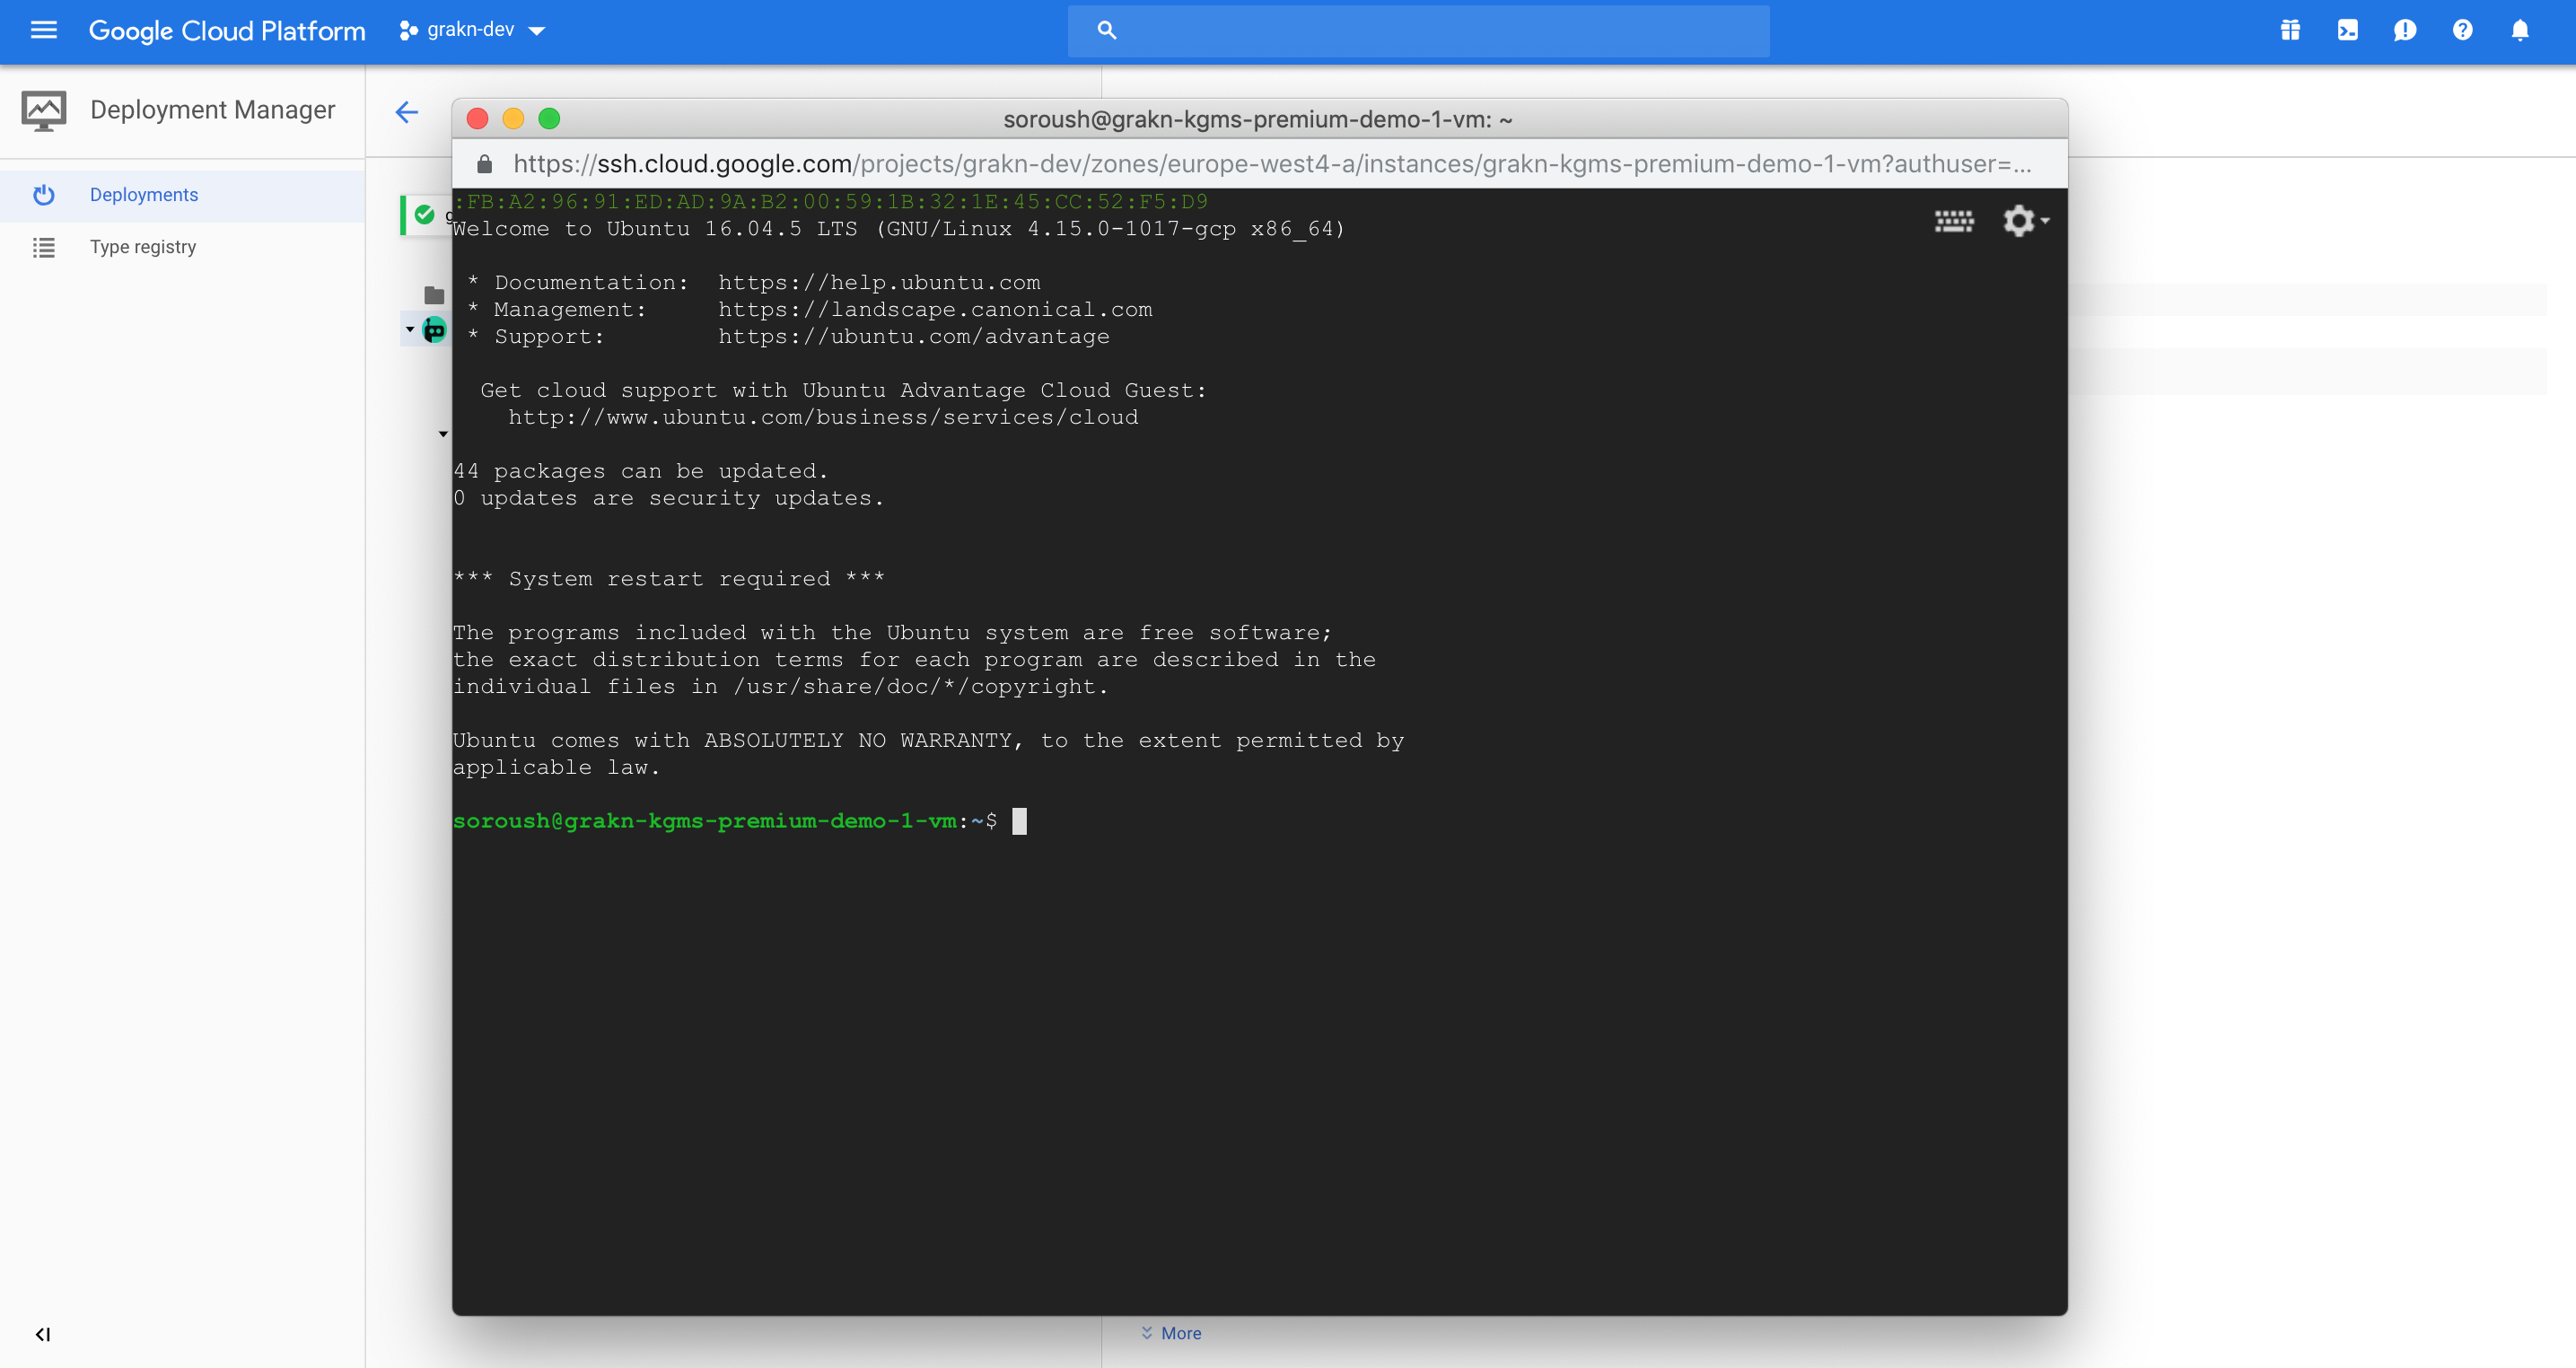 Google Cloud Platform
grakn-dev
Deployment Manager
Deployments
Type registry
soroush@grakn-kgms-premium-demo-1-vm: ~
https://ssh.cloud.google.com/projects/grakn-dev/zones/europe-west4-a/instances/grakn-kgms-premium-demo-1-vm?authuser=...
:FB:A2:96:91:ED:AD:9A:B2:00:59:1B:32:1E:45:CC:52:F5:D9
Welcome to Ubuntu 16.04.5 LTS (GNU/Linux 4.15.0-1017-gcp x86_64)
* Documentation:  https://help.ubuntu.com
* Management:     https://landscape.canonical.com
* Support:        https://ubuntu.com/advantage
Get cloud support with Ubuntu Advantage Cloud Guest:
http://www.ubuntu.com/business/services/cloud
44 packages can be updated.
0 updates are security updates.
*** System restart required ***
The programs included with the Ubuntu system are free software;
the exact distribution terms for each program are described in the
individual files in /usr/share/doc/*/copyright.
Ubuntu comes with ABSOLUTELY NO WARRANTY, to the extent permitted by
applicable law.
soroush@grakn-kgms-premium-demo-1-vm:~$
More